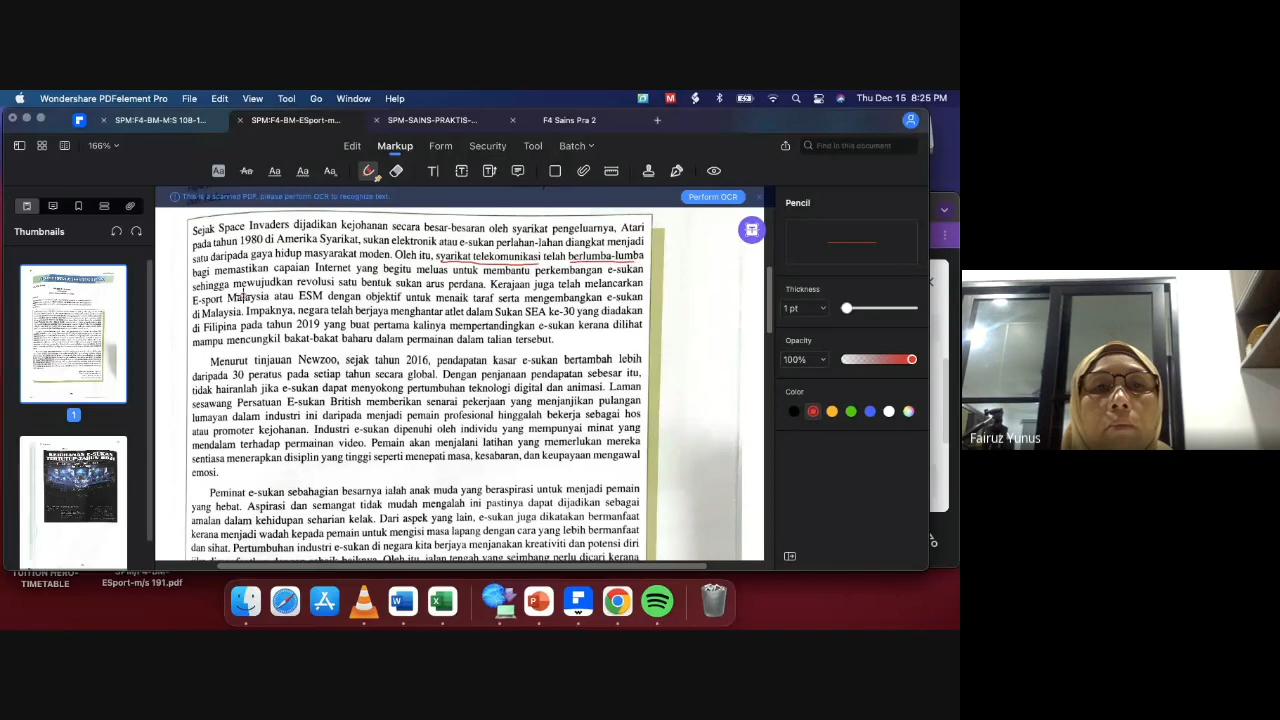 Wondershare PDFelement Pro File Edit View Tool Go Window Help Thu Dec 15 8:25 PM
SPM:F4-BM-M:S 108-1... SPM:F4-BM-ESport-m... SPM-SAINS-PRAKTIS-... F4 Sains Pra 2
166% Edit Markup Form Security Tool Batch Find in this document
This is a scanned PDF, please perform OCR to recognize text. Perform OCR
Thumbnails
1
Sejak Space Invaders dijadikan kejohanan secara besar-besaran oleh syarikat pengeluarnya, Atari
pada tahun 1980 di Amerika Syarikat, sukan elektronik atau e-sukan perlahan-lahan diangkat menjadi
satu daripada gaya hidup masyarakat moden. Oleh itu, syarikat telekomunikasi telah berlumba-lumba
bagi memastikan capaian Internet yang begitu meluas untuk membantu perkembangan e-sukan
sehingga mewujudkan revolusi satu bentuk sukan arus perdana. Kerajaan juga telah melancarkan
E-sport Malaysia atau ESM dengan objektif untuk menaik taraf serta mengembangkan e-sukan
di Malaysia. Impaknya, negara telah berjaya menghantar atlet dalam Sukan SEA ke-30 yang diadakan
di Filipina pada tahun 2019 yang buat pertama kalinya mempertandingkan e-sukan kerana dilihat
mampu mencungkil bakat-bakat baharu dalam permainan dalam talian tersebut.
Menurut tinjauan Newzoo, sejak tahun 2016, pendapatan kasar e-sukan bertambah lebih
daripada 30 peratus pada setiap tahun secara global. Dengan penjanaan pendapatan sebesar itu,
tidak hairanlah jika e-sukan dapat menyokong pertumbuhan teknologi digital dan animasi. Laman
sesawang Persatuan E-sukan British memberikan senarai pekerjaan yang menjanjikan pulangan
lumayan dalam industri ini daripada menjadi pemain profesional hinggalah bekerja sebagai hos
atau promoter kejohanan. Industri e-sukan dipenuhi oleh individu yang mempunyai minat yang
mendalam terhadap permainan video. Pemain akan menjalani latihan yang memerlukan mereka
sentiasa menerapkan disiplin yang tinggi seperti menepati masa, kesabaran, dan keupayaan mengawal
emosi.
Peminat e-sukan sebahagian besarnya ialah anak muda yang beraspirasi untuk menjadi pemain
yang hebat. Aspirasi dan semangat tidak mudah mengalah ini pastinya dapat dijadikan sebagai
amalan dalam kehidupan seharian kelak. Dari aspek yang lain, e-sukan juga dikatakan bermanfaat
kerana menjadi wadah kepada pemain untuk mengisi masa lapang dengan cara yang lebih bermanfaat
dan sihat. Pertumbuhan industri e-sukan di negara kita berjaya menjanakan kreativiti dan potensi diri
Oleh itu, jalan tengah yang seimbang perlu dicari kerana
Pencil
Thickness
1 pt
Opacity
100%
Color
TUITION HERO-
TIMETABLE
SPM:F4-BM-
ESport-m/s 191.pdf
Fairuz Yunus